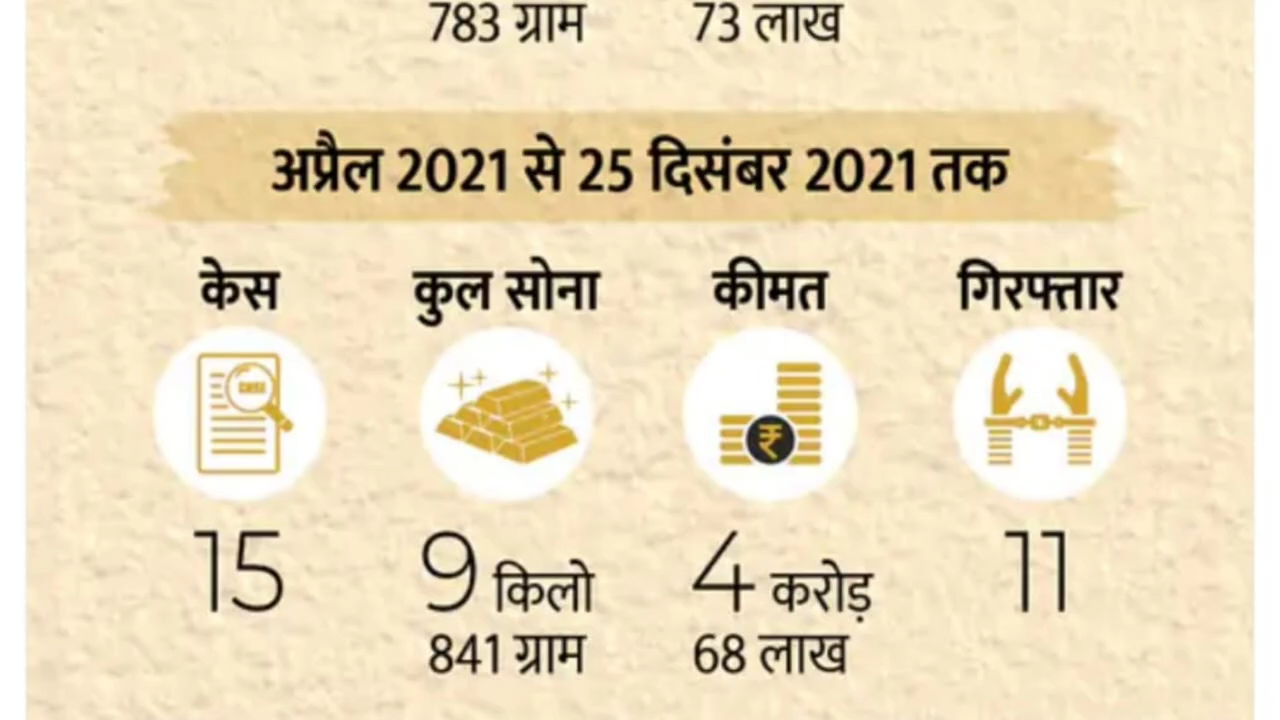 783 ग्राम 73 लाख
अप्रैल 2021 से 25 दिसंबर 2021 तक
केस कुल सोना कीमत गिरफ्तार
₹
15 9 किलो 4 करोड़ 11
841 ग्राम 68 लाख